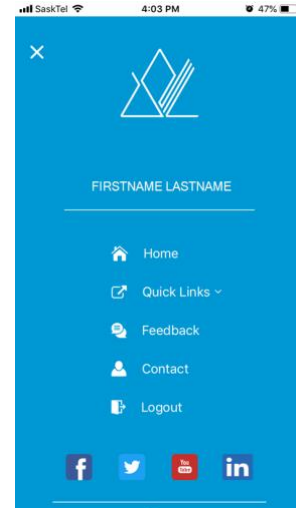 SaskTel 4:03 PM 47%
FIRSTNAME LASTNAME
Home
Quick Links
Feedback
Contact
Logout
f You Tube in